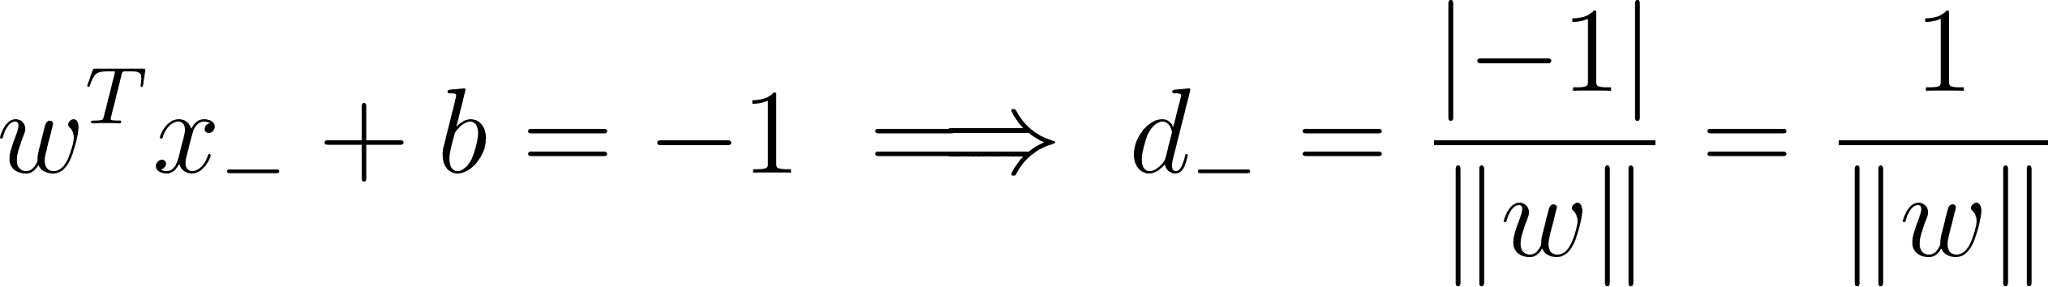 $w^T x_- + b = -1 \implies d_- = \frac{|-1|}{\|w\|} = \frac{1}{\|w\|}$